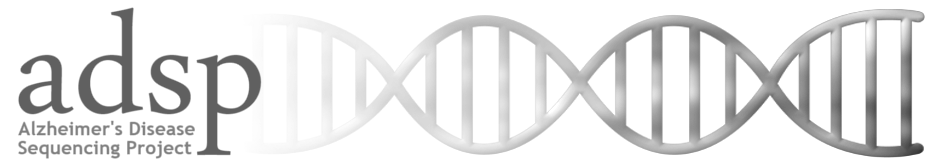 adsp
Alzheimer's Disease
Sequencing Project